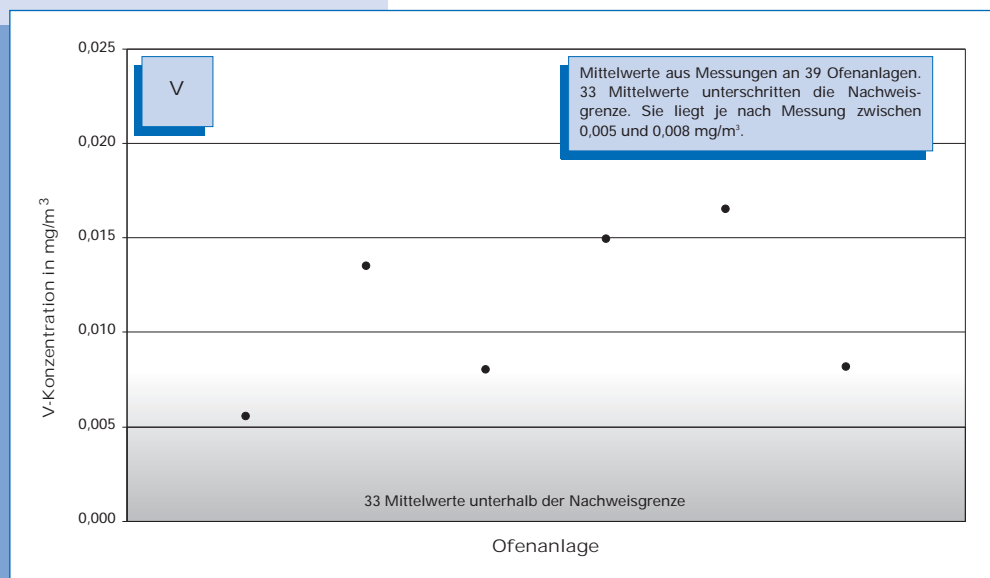 0,025
V
Mittelwerte aus Messungen an 39 Ofenanlagen.
33 Mittelwerte unterschritten die Nachweis-
grenze. Sie liegt je nach Messung zwischen
0,005 und 0,008 mg/m³.
0,020
0,015
0,010
0,005
0,000
V-Konzentration in mg/m³
33 Mittelwerte unterhalb der Nachweisgrenze
Ofenanlage